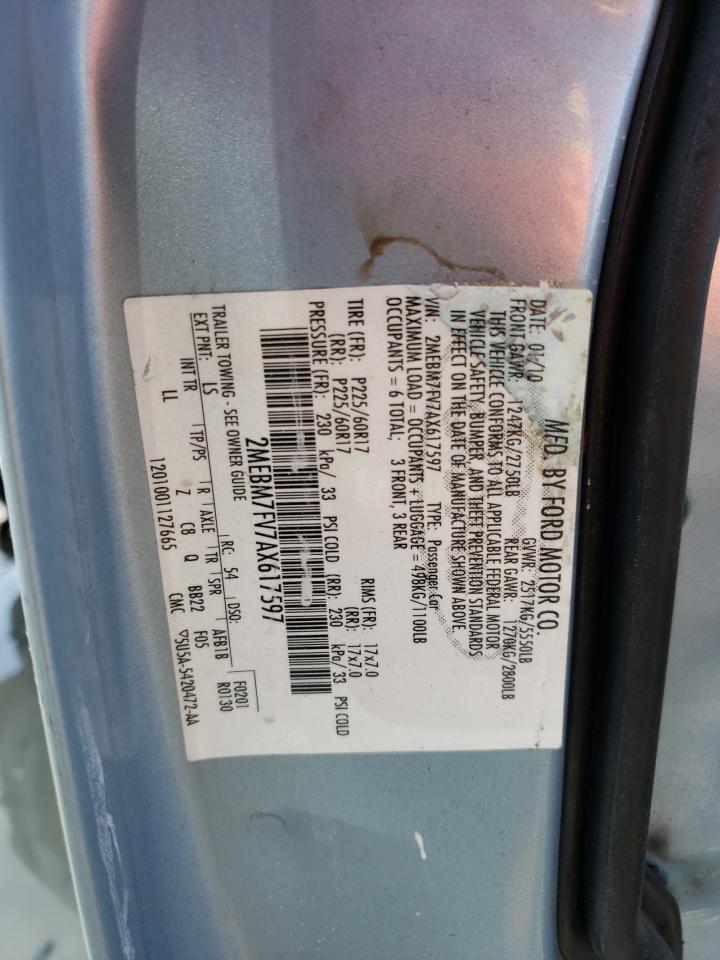 MFD. BY FORD MOTOR CO.
DATE: 01/10 GVWR: 2517KG/5550LB
FRONT GAWR: 1247KG/2750LB REAR GAWR: 1270KG/2800LB
THIS VEHICLE CONFORMS TO ALL APPLICABLE FEDERAL MOTOR
VEHICLE SAFETY, BUMPER, AND THEFT PREVENTION STANDARDS
IN EFFECT ON THE DATE OF MANUFACTURE SHOWN ABOVE.
VIN: 2MEBM7FV7AX617597 TYPE: Passenger Car
MAXIMUM LOAD = OCCUPANTS + LUGGAGE = 498KG/1100LB
OCCUPANTS = 6 TOTAL; 3 FRONT, 3 REAR
TIRE (FR): P225/60R17 RIMS (FR): 17x7.0
(RR): P225/60R17 (RR): 17x7.0
PRESSURE (FR): 230 kPa/ 33 PSI COLD (RR): 230 kPa/ 33 PSI COLD
2MEBM7FV7AX617597
TRAILER TOWING - SEE OWNER GUIDE F0201
EXT PNT: LS RC: 54 DSO: R0130
INT TR TP/PS R AXLE TR SPR AFB1B
LL Z C8 Q BB22 F05
1201001127665 CMC ▽5U5A-5420472-AA